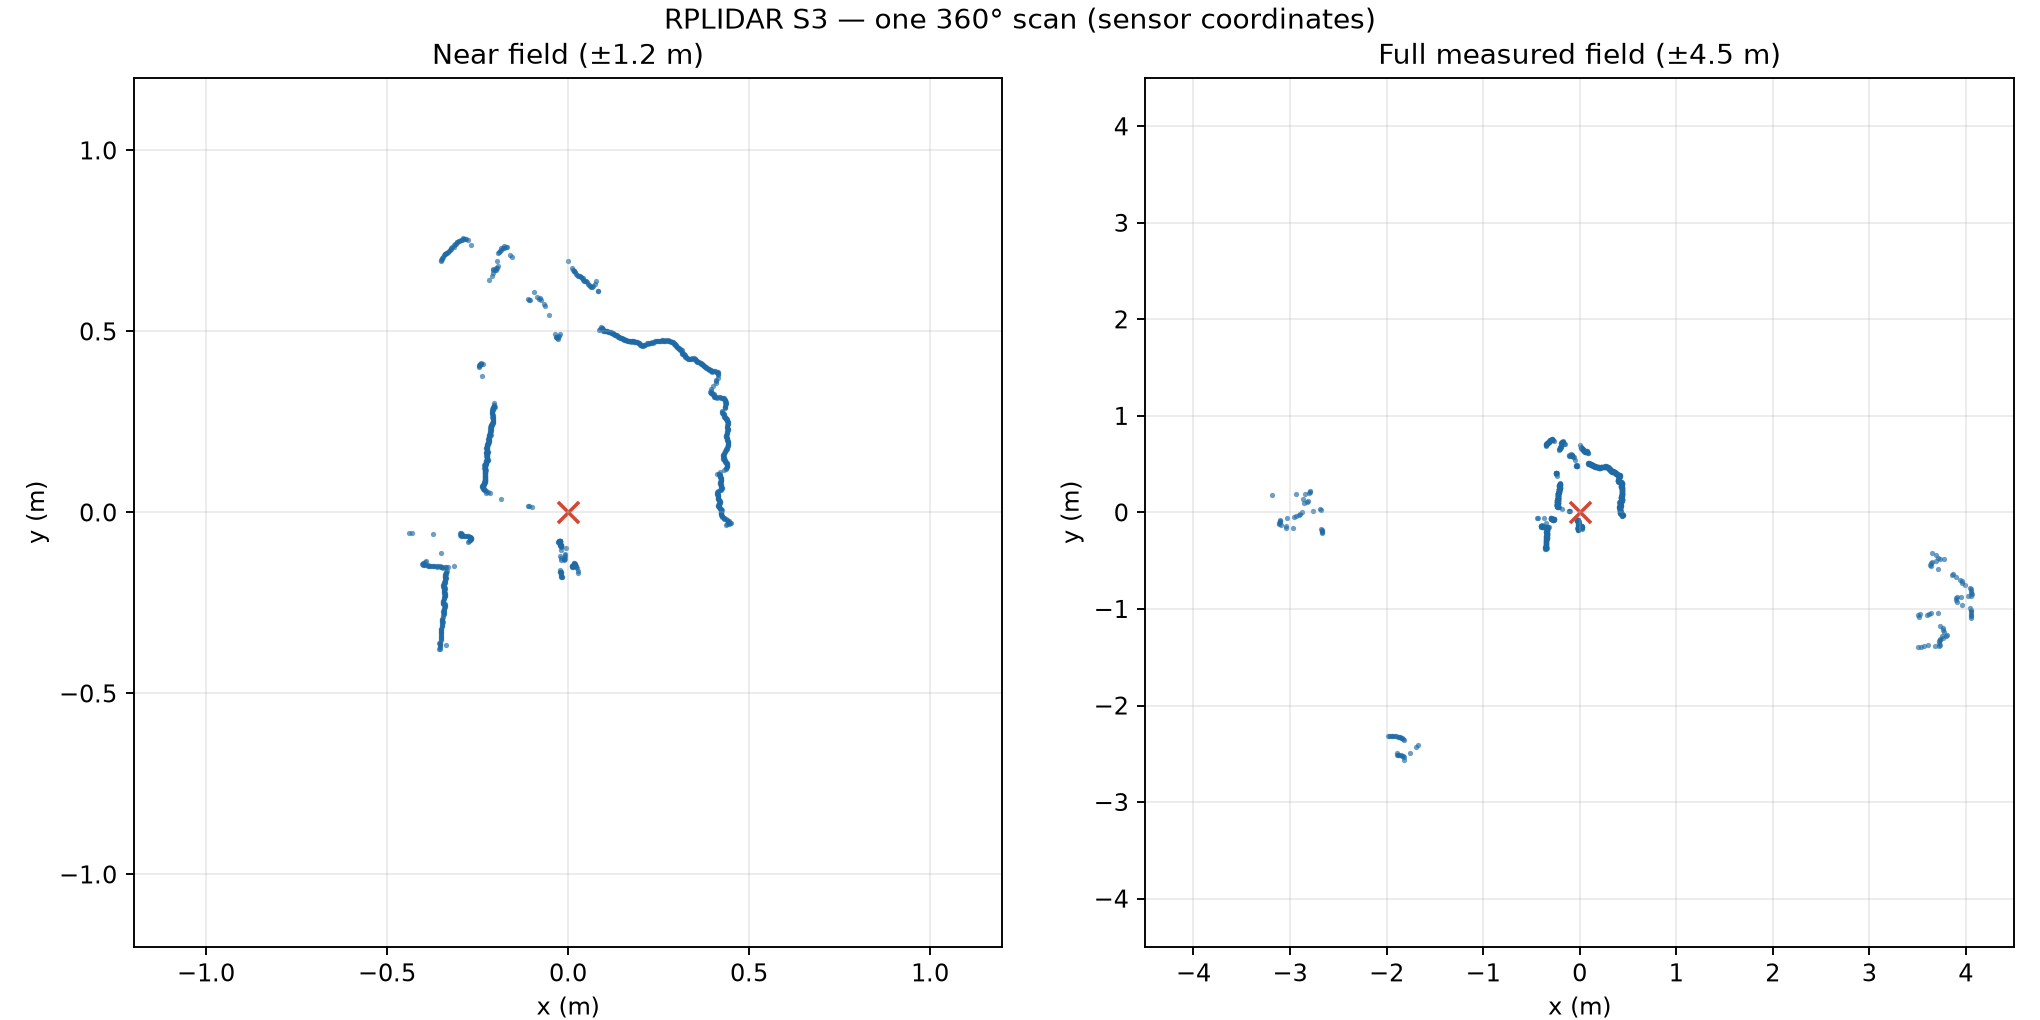 RPLIDAR S3 — one 360° scan (sensor coordinates)
Near field (±1.2 m)
1.0
0.5
0.0
−0.5
−1.0
y (m)
−1.0 −0.5 0.0 0.5 1.0
x (m)
Full measured field (±4.5 m)
4
3
2
1
0
−1
−2
−3
−4
y (m)
−4 −3 −2 −1 0 1 2 3 4
x (m)